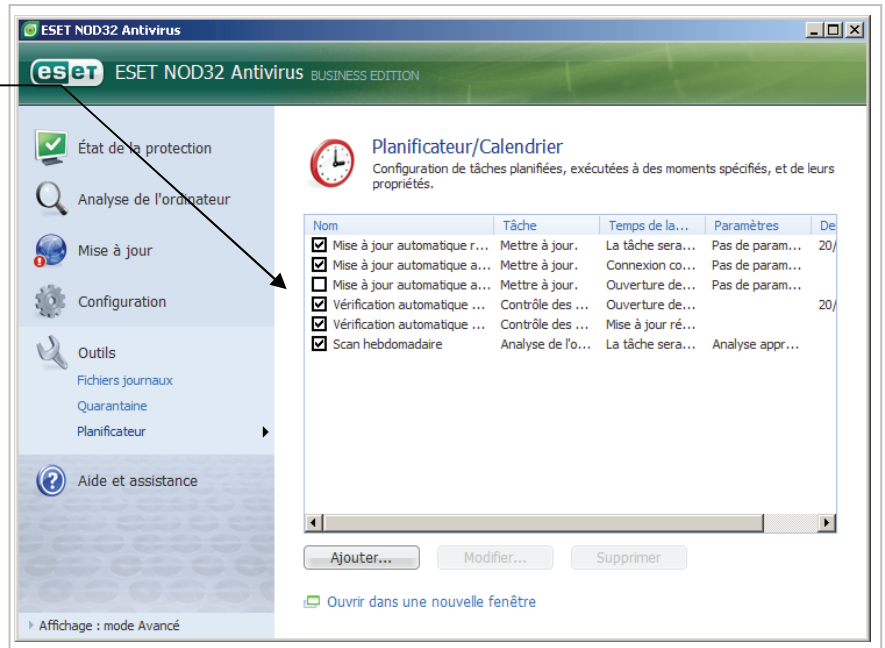 ESET NOD32 Antivirus
eseT ESET NOD32 Antivirus BUSINESS EDITION
État de la protection
Analyse de l'ordinateur
Mise à jour
Configuration
Outils
Fichiers journaux
Quarantaine
Planificateur
Aide et assistance
Affichage : mode Avancé
Planificateur/Calendrier
Configuration de tâches planifiées, exécutées à des moments spécifiés, et de leurs
propriétés.
Nom Tâche Temps de la... Paramètres De
Mise à jour automatique r... Mettre à jour. La tâche sera... Pas de param... 20/
Mise à jour automatique a... Mettre à jour. Connexion co... Pas de param...
Mise à jour automatique a... Mettre à jour. Ouverture de... Pas de param...
Vérification automatique ... Contrôle des ... Ouverture de... 20/
Vérification automatique ... Contrôle des ... Mise à jour ré...
Scan hebdomadaire Analyse de l'o... La tâche sera... Analyse appr...
Ajouter... Modifier... Supprimer
Ouvrir dans une nouvelle fenêtre